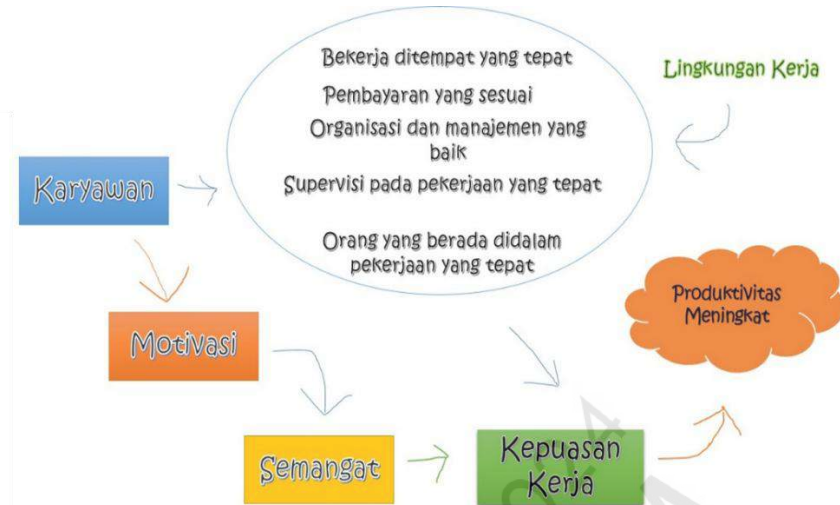 Bekerja ditempat yang tepat
Lingkungan Kerja
Pembayaran yang sesuai
Organisasi dan manajemen yang
baik
Karyawan
Supervisi pada pekerjaan yang tepat
Orang yang berada didalam
pekerjaan yang tepat
Produktivitas
Meningkat
Motivasi
Semangat
Kepuasan
Kerja